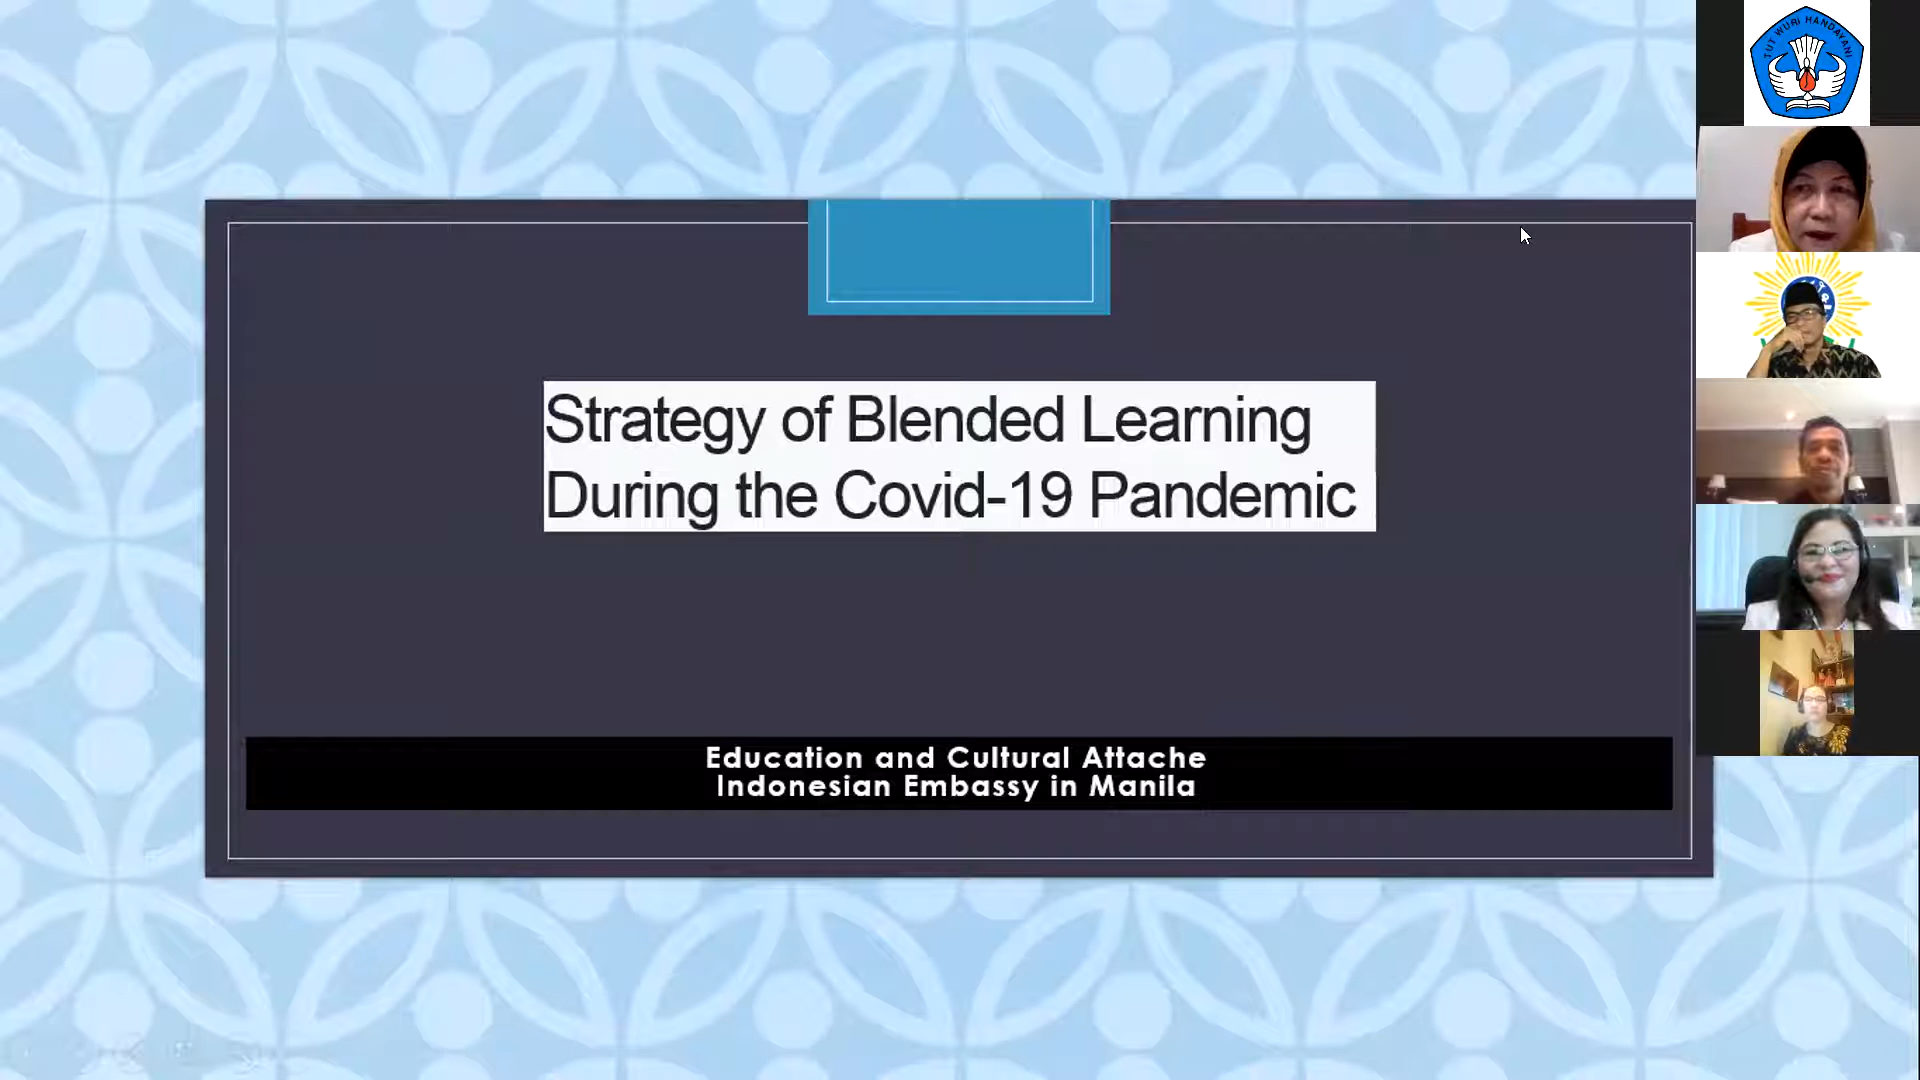 Strategy of Blended Learning
During the Covid-19 Pandemic
Education and Cultural Attache
Indonesian Embassy in Manila
TUT WURI HANDAYANI